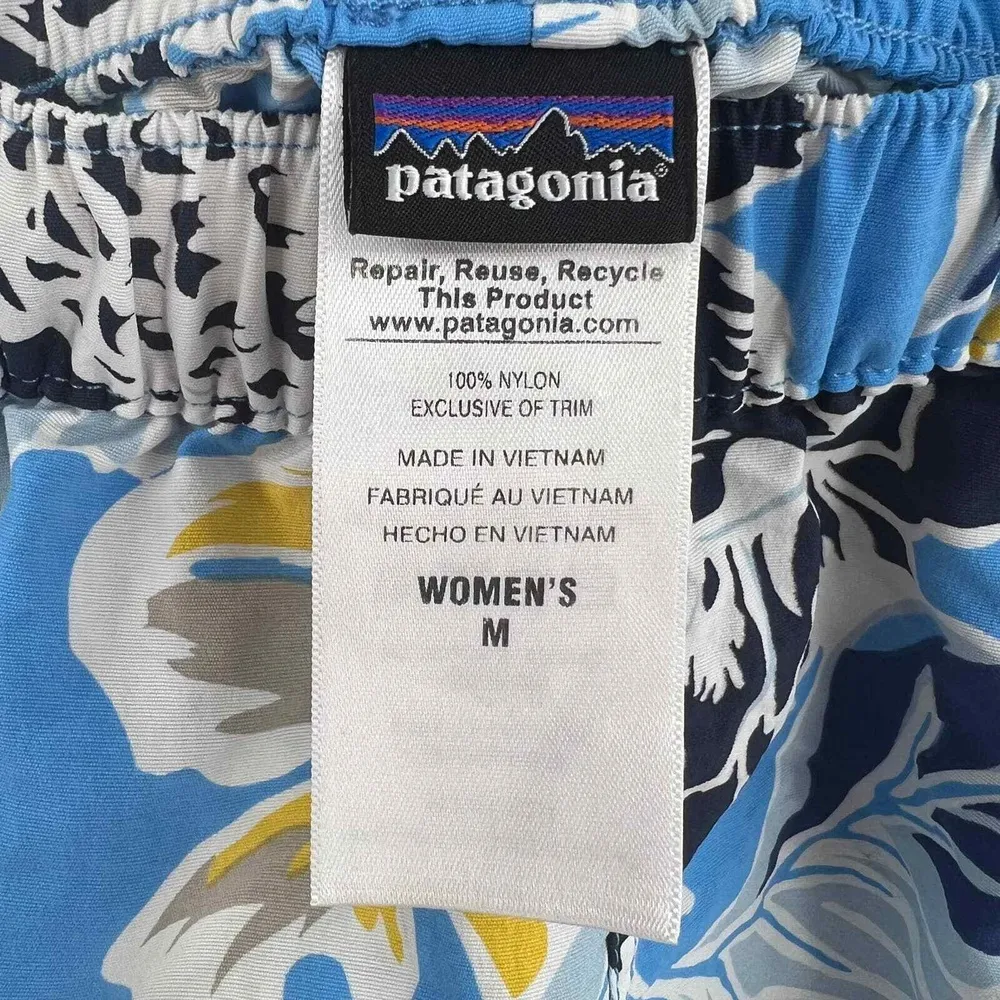 patagonia®
Repair, Reuse, Recycle
This Product
www.patagonia.com
100% NYLON
EXCLUSIVE OF TRIM
MADE IN VIETNAM
FABRIQUÉ AU VIETNAM
HECHO EN VIETNAM
WOMEN'S
M